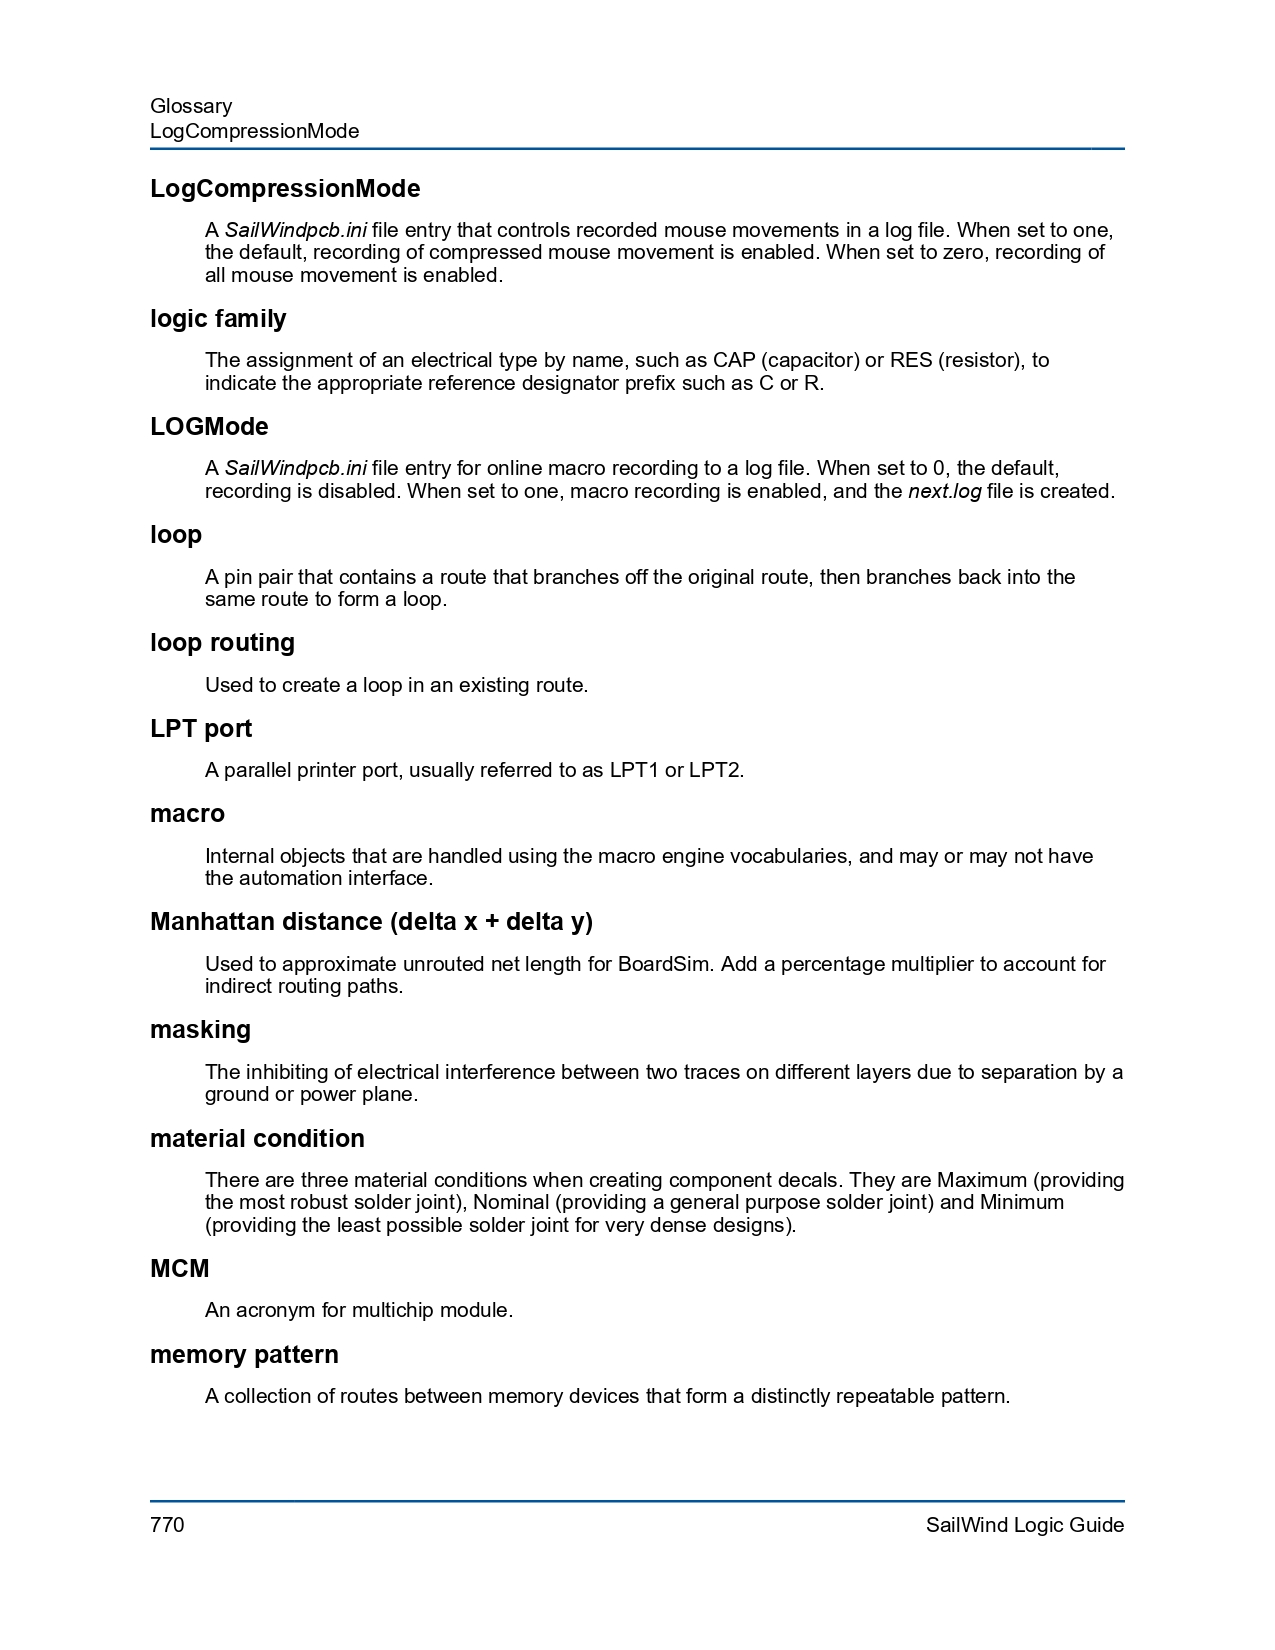 Glossary
LogCompressionMode
LogCompressionMode
A SailWindpcb.ini file entry that controls recorded mouse movements in a log file. When set to one,
the default, recording of compressed mouse movement is enabled. When set to zero, recording of
all mouse movement is enabled.
logic family
The assignment of an electrical type by name, such as CAP (capacitor) or RES (resistor), to
indicate the appropriate reference designator prefix such as C or R.
LOGMode
A SailWindpcb.ini file entry for online macro recording to a log file. When set to 0, the default,
recording is disabled. When set to one, macro recording is enabled, and the next.log file is created.
loop
A pin pair that contains a route that branches off the original route, then branches back into the
same route to form a loop.
loop routing
Used to create a loop in an existing route.
LPT port
A parallel printer port, usually referred to as LPT1 or LPT2.
macro
Internal objects that are handled using the macro engine vocabularies, and may or may not have
the automation interface.
Manhattan distance (delta x + delta y)
Used to approximate unrouted net length for BoardSim. Add a percentage multiplier to account for
indirect routing paths.
masking
The inhibiting of electrical interference between two traces on different layers due to separation by a
ground or power plane.
material condition
There are three material conditions when creating component decals. They are Maximum (providing
the most robust solder joint), Nominal (providing a general purpose solder joint) and Minimum
(providing the least possible solder joint for very dense designs).
MCM
An acronym for multichip module.
memory pattern
A collection of routes between memory devices that form a distinctly repeatable pattern.
770
SailWind Logic Guide